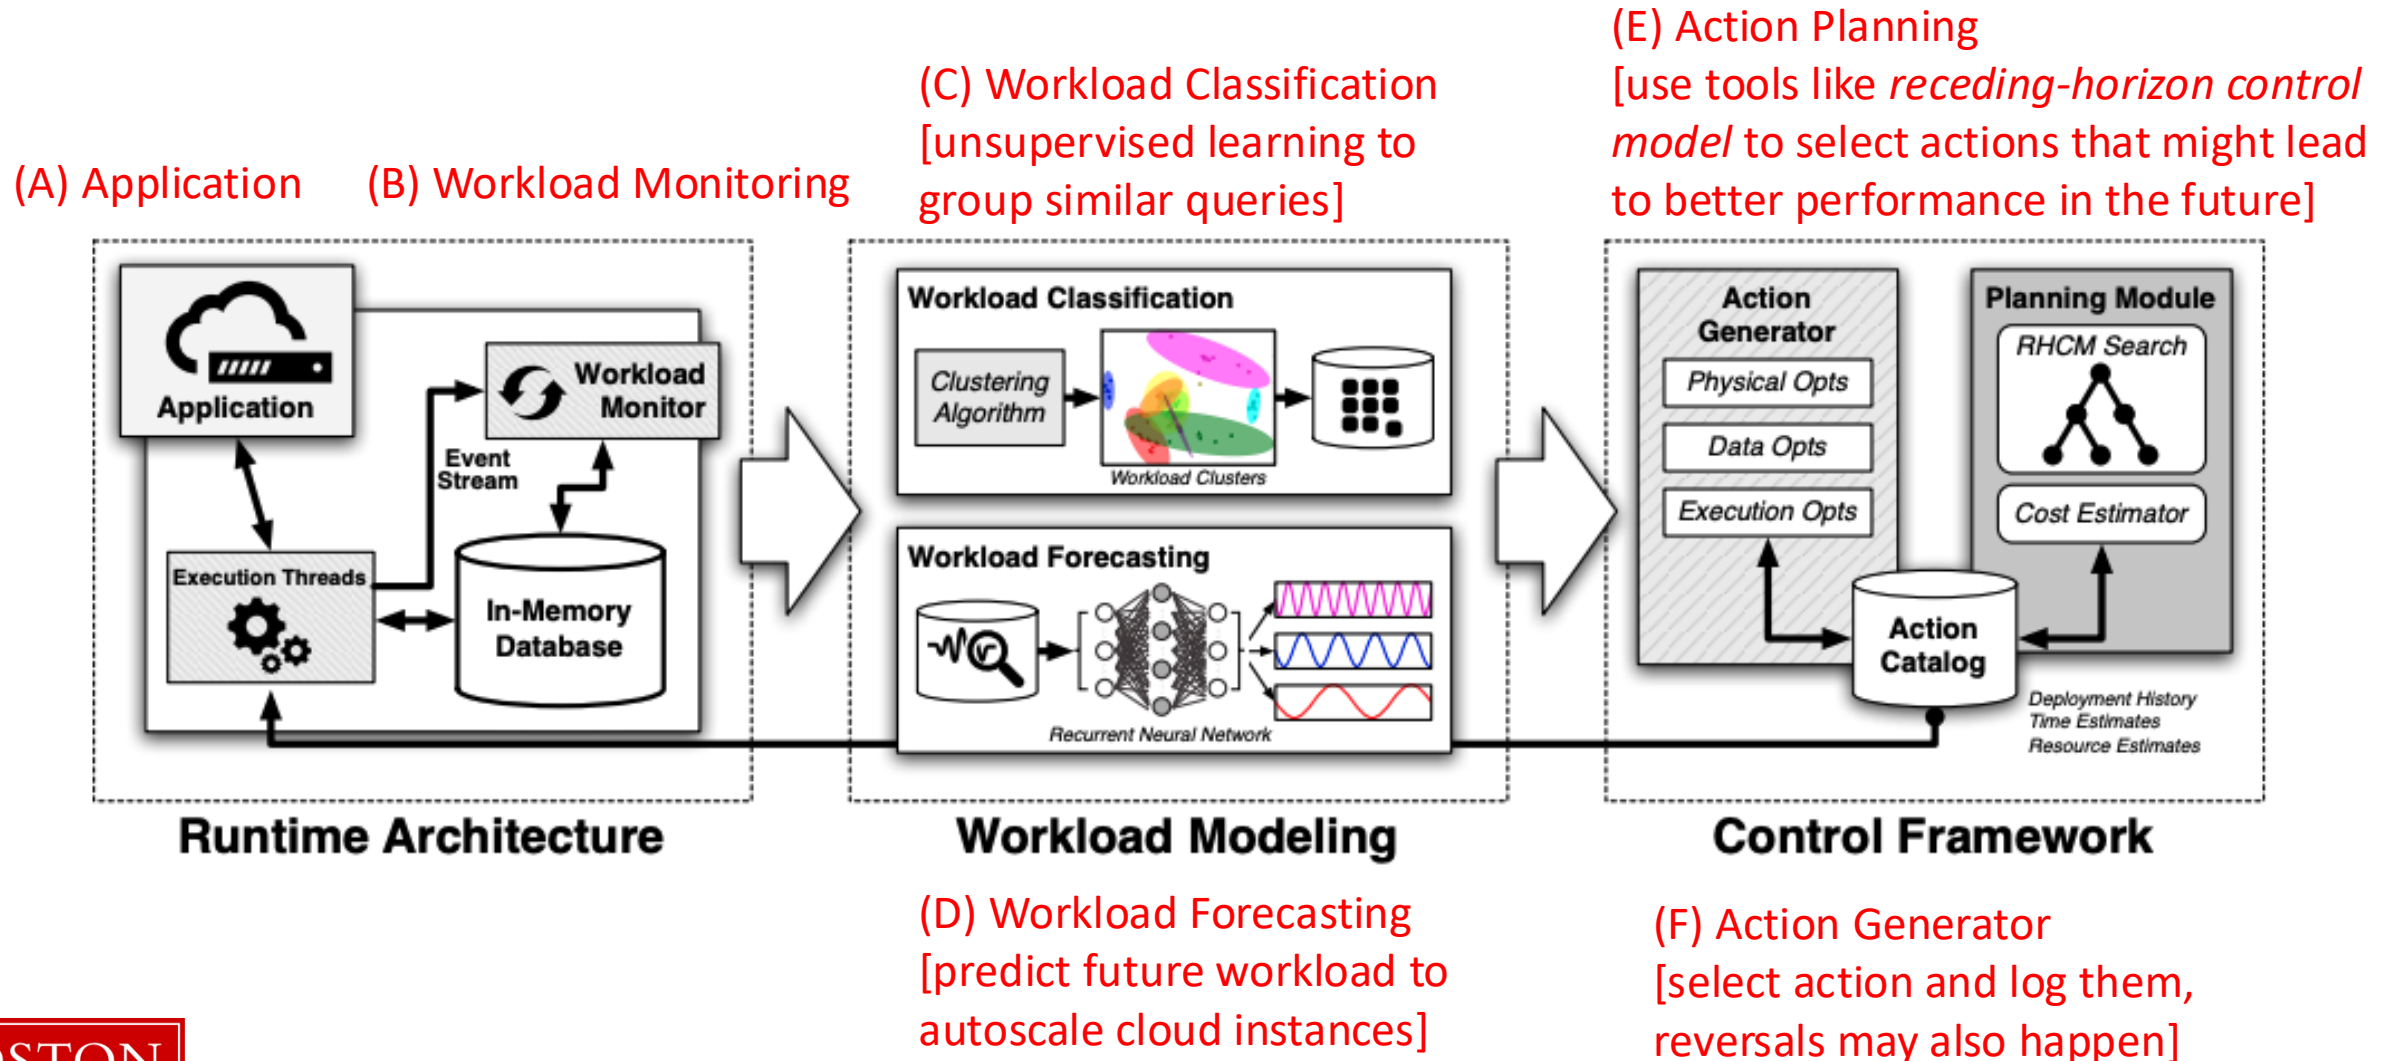 (E) Action Planning
[use tools like receding-horizon control
model to select actions that might lead
to better performance in the future]
(C) Workload Classification
[unsupervised learning to
group similar queries]
(A) Application
(B) Workload Monitoring
Application
Workload
Monitor
Event
Stream
Execution Threads
In-Memory
Database
Runtime Architecture
Workload Classification
Clustering
Algorithm
Workload Clusters
Workload Forecasting
Recurrent Neural Network
Workload Modeling
Action
Generator
Physical Opts
Data Opts
Execution Opts
Planning Module
RHCM Search
Cost Estimator
Action
Catalog
Deployment History
Time Estimates
Resource Estimates
Control Framework
(D) Workload Forecasting
[predict future workload to
autoscale cloud instances]
(F) Action Generator
[select action and log them,
reversals may also happen]